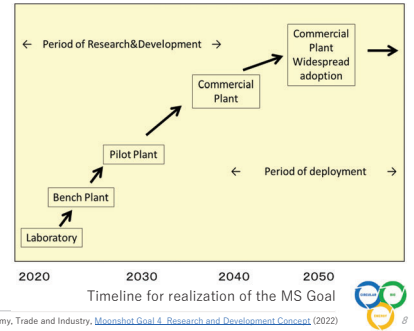 Commercial
Plant
Widespread
adoption
← Period of Research&Development →
Commercial
Plant
Pilot Plant
← Period of deployment →
Bench Plant
Laboratory
2020 2030 2040 2050
Timeline for realization of the MS Goal
my, Trade and Industry, Moonshot Goal 4 Research and Development Concept (2022)
8